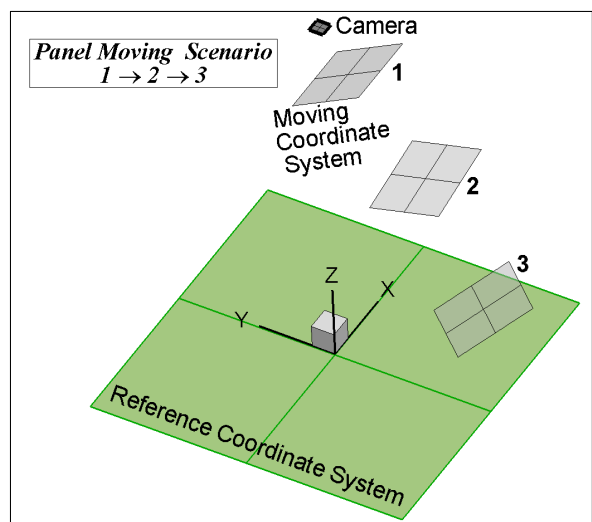 Camera
Panel Moving Scenario
1 → 2 → 3
1
Moving
Coordinate
System
2
3
Z
X
Y
Reference Coordinate System